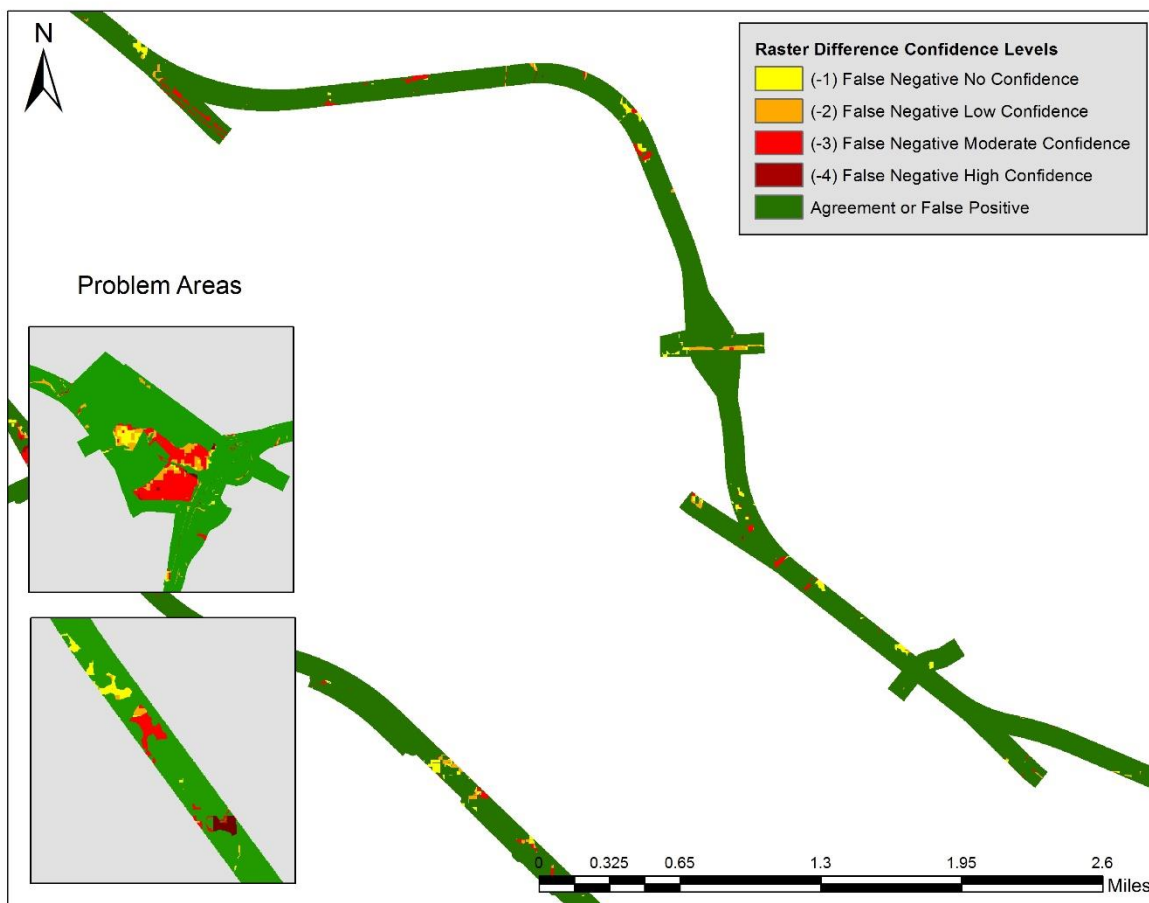 N
Raster Difference Confidence Levels
(-1) False Negative No Confidence
(-2) False Negative Low Confidence
(-3) False Negative Moderate Confidence
(-4) False Negative High Confidence
Agreement or False Positive
Problem Areas
0 0.325 0.65 1.3 1.95 2.6
Miles